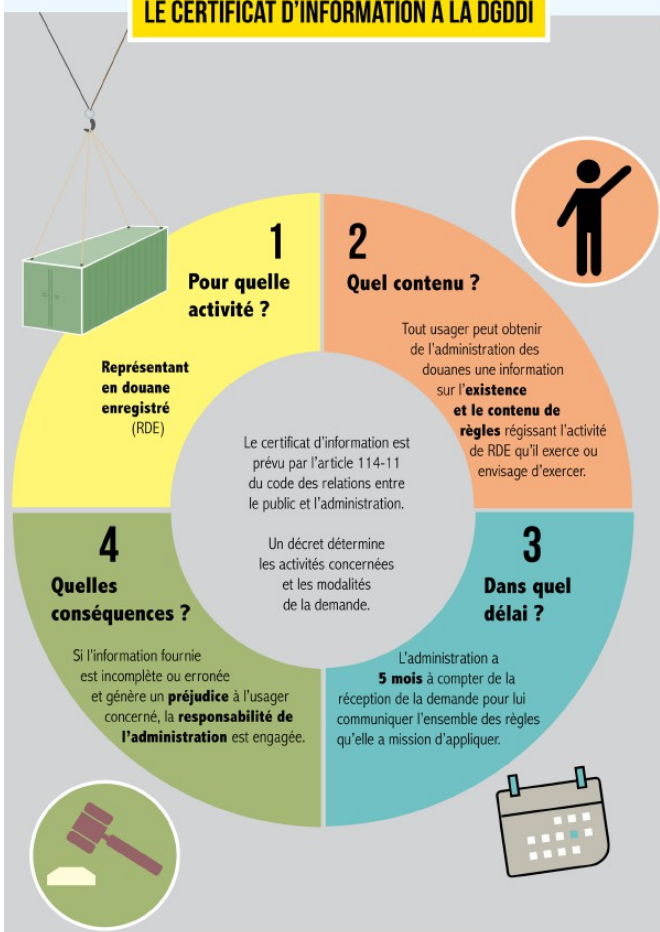 LE CERTIFICAT D'INFORMATION À LA DGDDI
1
Pour quelle
activité ?
Représentant
en douane
enregistré
(RDE)
2
Quel contenu ?
Tout usager peut obtenir
de l'administration des
douanes une information
sur l'existence
et le contenu de
règles régissant l'activité
de RDE qu'il exerce ou
envisage d'exercer.
Le certificat d'information est
prévu par l'article 114-11
du code des relations entre
le public et l'administration.
Un décret détermine
les activités concernées
et les modalités
de la demande.
3
Dans quel
délai ?
L'administration a
5 mois à compter de la
réception de la demande pour lui
communiquer l'ensemble des règles
qu'elle a mission d'appliquer.
4
Quelles
conséquences ?
Si l'information fournie
est incomplète ou erronée
et génère un préjudice à l'usager
concerné, la responsabilité de
l'administration est engagée.